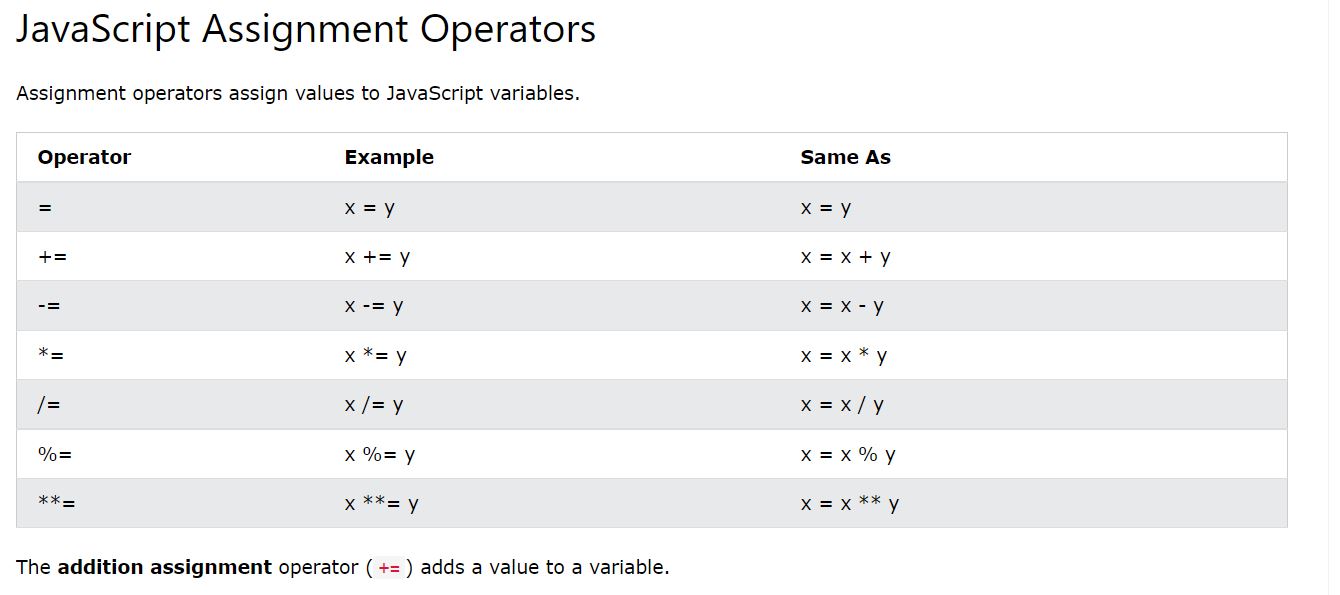 JavaScript Assignment Operators
Assignment operators assign values to JavaScript variables.
Operator Example Same As
= x = y x = y
+= x += y x = x + y
-= x -= y x = x - y
*= x *= y x = x * y
/= x /= y x = x / y
%= x %= y x = x % y
**= x **= y x = x ** y
The addition assignment operator (+=) adds a value to a variable.